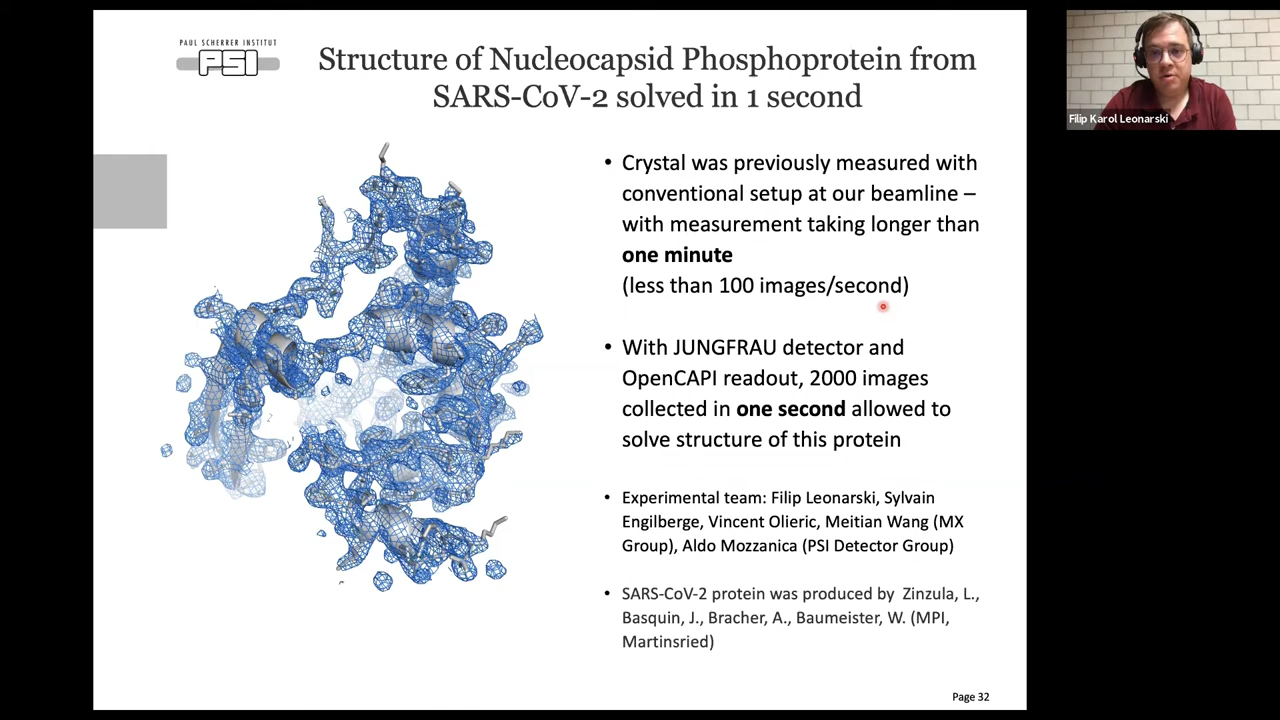 PAUL SCHERRER INSTITUT
PSI
Structure of Nucleocapsid Phosphoprotein from
SARS-CoV-2 solved in 1 second
• Crystal was previously measured with
conventional setup at our beamline –
with measurement taking longer than
one minute
(less than 100 images/second)
• With JUNGFRAU detector and
OpenCAPI readout, 2000 images
collected in one second allowed to
solve structure of this protein
• Experimental team: Filip Leonarski, Sylvain
Engilberge, Vincent Olieric, Meitian Wang (MX
Group), Aldo Mozzanica (PSI Detector Group)
• SARS-CoV-2 protein was produced by Zinzula, L.,
Basquin, J., Bracher, A., Baumeister, W. (MPI,
Martinsried)
Page 32
Filip Karol Leonarski